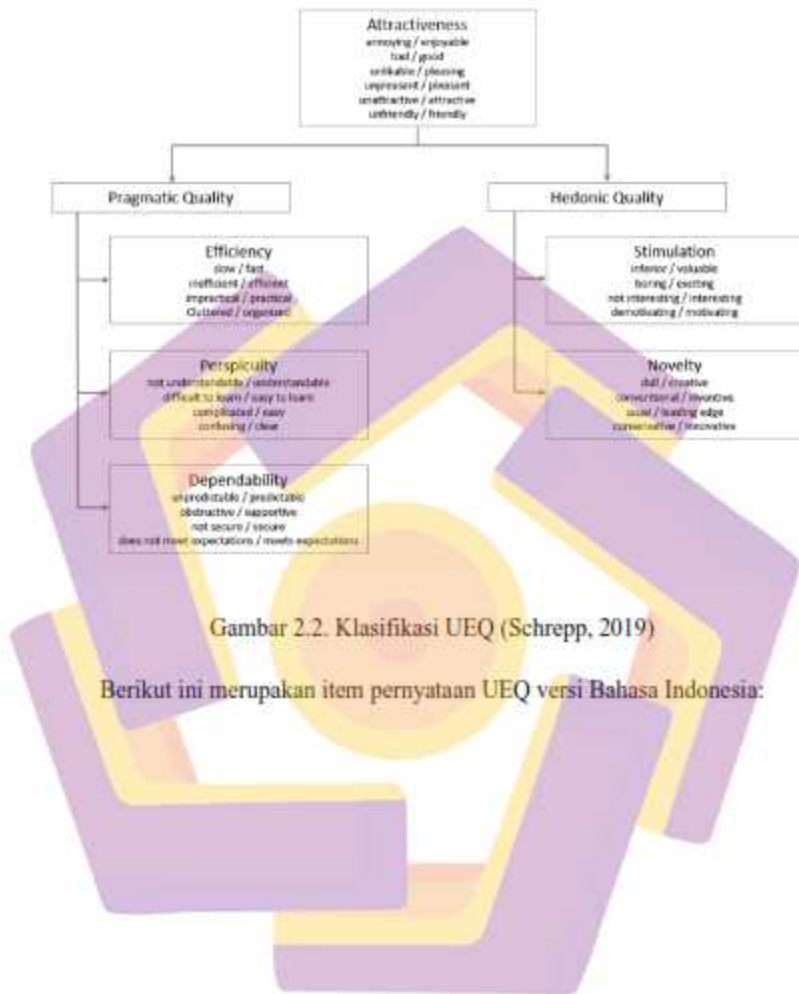 Attractiveness
annoying / enjoyable
bad / good
unlikable / pleasing
unpleasant / pleasant
unattractive / attractive
unfriendly / friendly
Pragmatic Quality
Hedonic Quality
Efficiency
slow / fast
inefficient / efficient
impractical / practical
Cluttered / organized
Stimulation
inferior / valuable
boring / exciting
not interesting / interesting
demotivating / motivating
Perspicuity
not understandable / understandable
difficult to learn / easy to learn
complicated / easy
confusing / clear
Novelty
dull / creative
conventional / inventive
usual / leading edge
conservative / innovative
Dependability
unpredictable / predictable
obstructive / supportive
not secure / secure
does not meet expectations / meets expectations
Gambar 2.2. Klasifikasi UEQ (Schrepp, 2019)
Berikut ini merupakan item pernyataan UEQ versi Bahasa Indonesia: